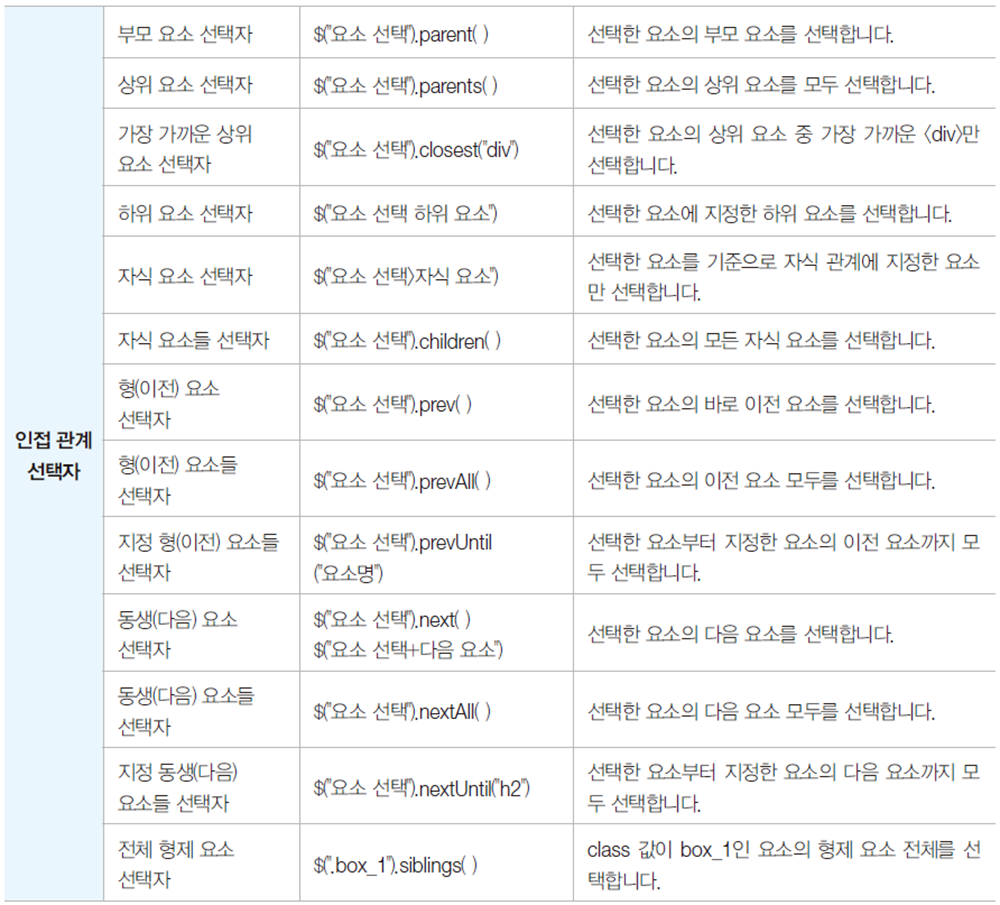 인접 관계
선택자
부모 요소 선택자
$("요소 선택").parent( )
선택한 요소의 부모 요소를 선택합니다.
상위 요소 선택자
$("요소 선택").parents( )
선택한 요소의 상위 요소를 모두 선택합니다.
가장 가까운 상위
요소 선택자
$("요소 선택").closest("div")
선택한 요소의 상위 요소 중 가장 가까운 〈div〉만
선택합니다.
하위 요소 선택자
$("요소 선택 하위 요소")
선택한 요소에 지정한 하위 요소를 선택합니다.
자식 요소 선택자
$("요소 선택〉자식 요소")
선택한 요소를 기준으로 자식 관계에 지정한 요소
만 선택합니다.
자식 요소들 선택자
$("요소 선택").children( )
선택한 요소의 모든 자식 요소를 선택합니다.
형(이전) 요소
선택자
$("요소 선택").prev( )
선택한 요소의 바로 이전 요소를 선택합니다.
형(이전) 요소들
선택자
$("요소 선택").prevAll( )
선택한 요소의 이전 요소 모두를 선택합니다.
지정 형(이전) 요소들
선택자
$("요소 선택").prevUntil
("요소명")
선택한 요소부터 지정한 요소의 이전 요소까지 모
두 선택합니다.
동생(다음) 요소
선택자
$("요소 선택").next( )
$("요소 선택+다음 요소")
선택한 요소의 다음 요소를 선택합니다.
동생(다음) 요소들
선택자
$("요소 선택").nextAll( )
선택한 요소의 다음 요소 모두를 선택합니다.
지정 동생(다음)
요소들 선택자
$("요소 선택").nextUntil("h2")
선택한 요소부터 지정한 요소의 다음 요소까지 모
두 선택합니다.
전체 형제 요소
선택자
$(".box_1").siblings( )
class 값이 box_1인 요소의 형제 요소 전체를 선
택합니다.